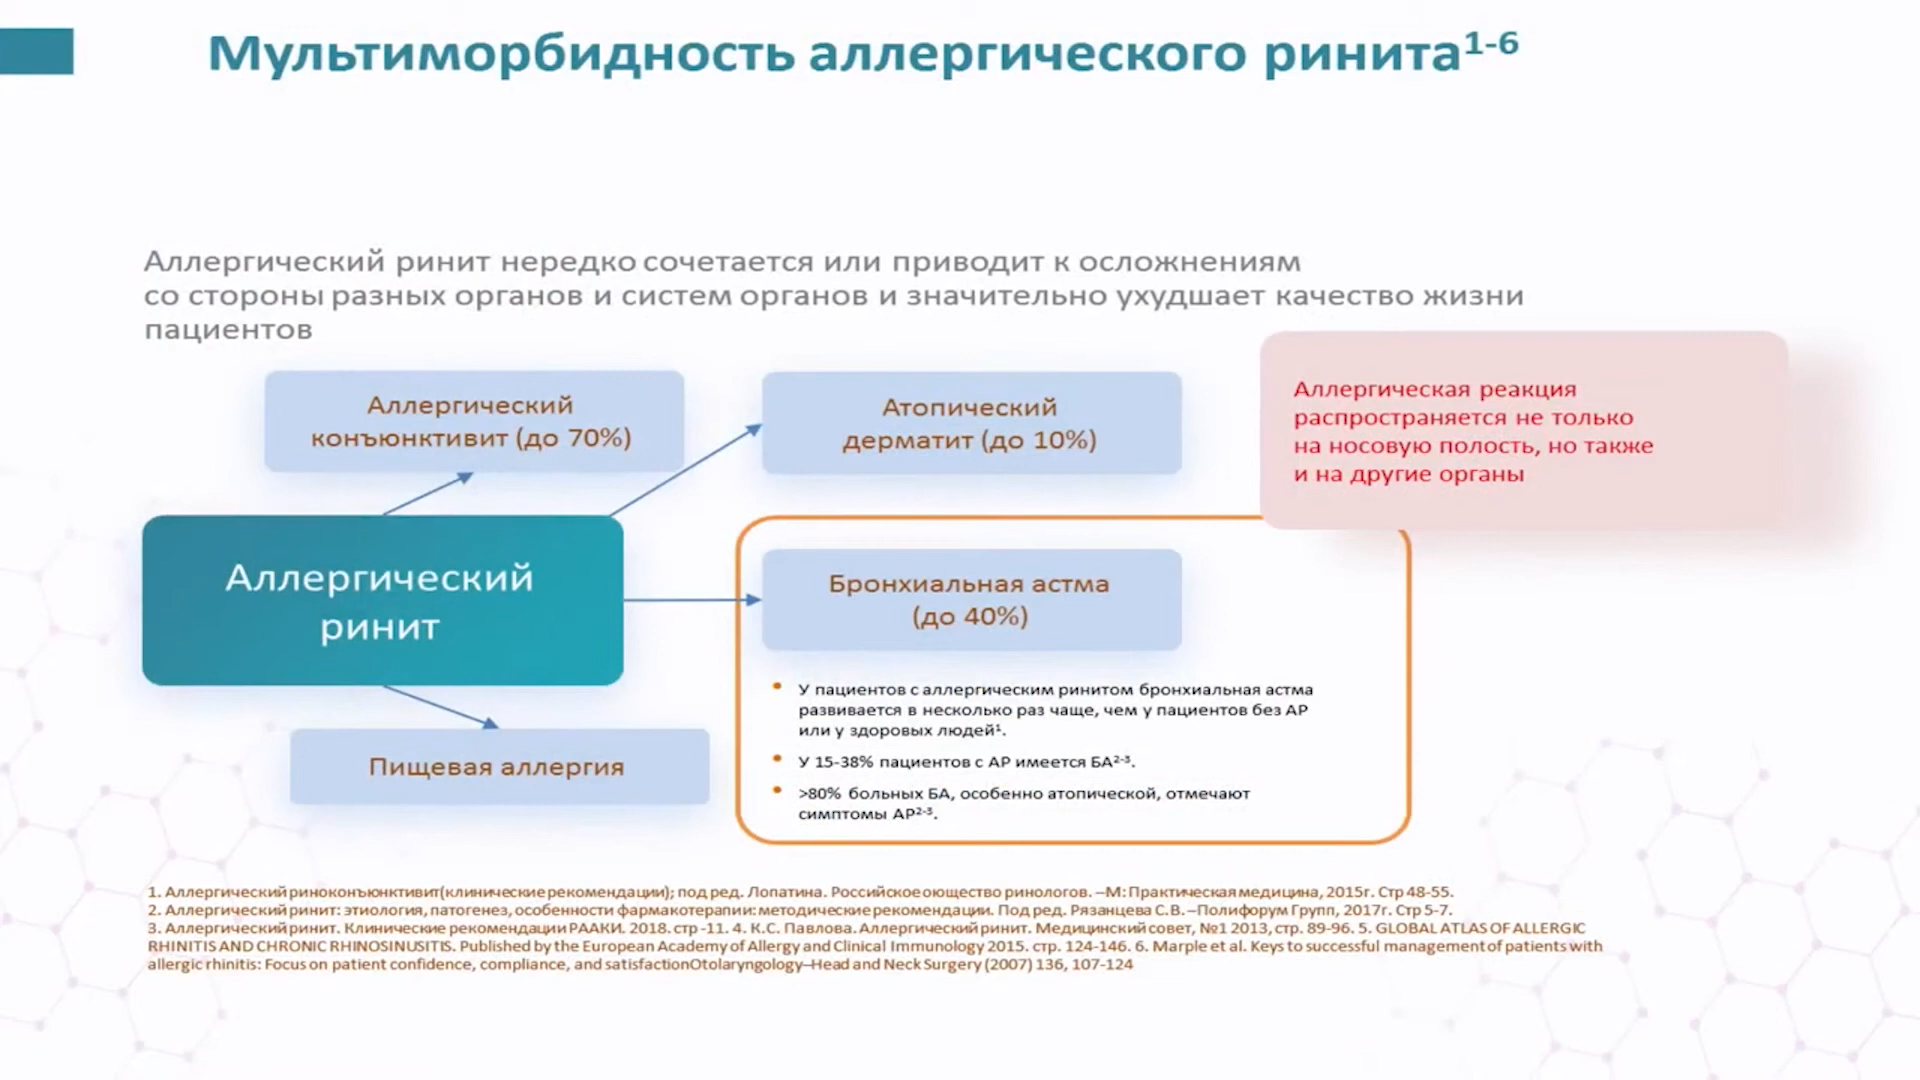 Мультиморбидность аллергического ринита¹⁻⁶
Аллергический ринит нередко сочетается или приводит к осложнениям
со стороны разных органов и систем органов и значительно ухудшает качество жизни
пациентов
Аллергический
конъюнктивит (до 70%)
Атопический
дерматит (до 10%)
Аллергическая реакция
распространяется не только
на носовую полость, но также
и на другие органы
Аллергический
ринит
Бронхиальная астма
(до 40%)
• У пациентов с аллергическим ринитом бронхиальная астма
развивается в несколько раз чаще, чем у пациентов без АР
или у здоровых людей¹.
• У 15-38% пациентов с АР имеется БА²⁻³.
• >80% больных БА, особенно атопической, отмечают
симптомы АР²⁻³.
Пищевая аллергия
1. Аллергический риноконъюнктивит(клинические рекомендации); под ред. Лопатина. Российское оющество ринологов. –М: Практическая медицина, 2015г. Стр 48-55.
2. Аллергический ринит: этиология, патогенез, особенности фармакотерапии: методические рекомендации. Под ред. Рязанцева С.В. –Полифорум Групп, 2017г. Стр 5-7.
3. Аллергический ринит. Клинические рекомендации РААКИ. 2018. стр -11. 4. К.С. Павлова. Аллергический ринит. Медицинский совет, №1 2013, стр. 89-96. 5. GLOBAL ATLAS OF ALLERGIC
RHINITIS AND CHRONIC RHINOSINUSITIS. Published by the European Academy of Allergy and Clinical Immunology 2015. стр. 124-146. 6. Marple et al. Keys to successful management of patients with
allergic rhinitis: Focus on patient confidence, compliance, and satisfactionOtolaryngology–Head and Neck Surgery (2007) 136, 107-124